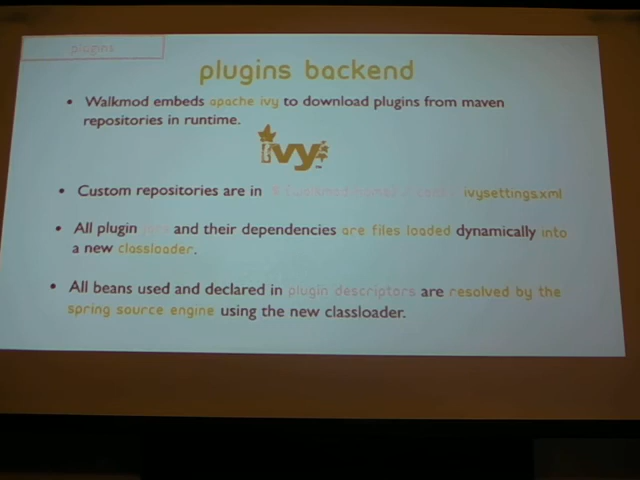 plugins
plugins backend
• Walkmod embeds apache ivy to download plugins from maven
repositories in runtime.
ivy
• Custom repositories are in ivysettings.xml
• All plugin and their dependencies are files loaded dynamically into
a new classloader.
• All beans used and declared in plugin descriptors are resolved by the
spring source engine using the new classloader.